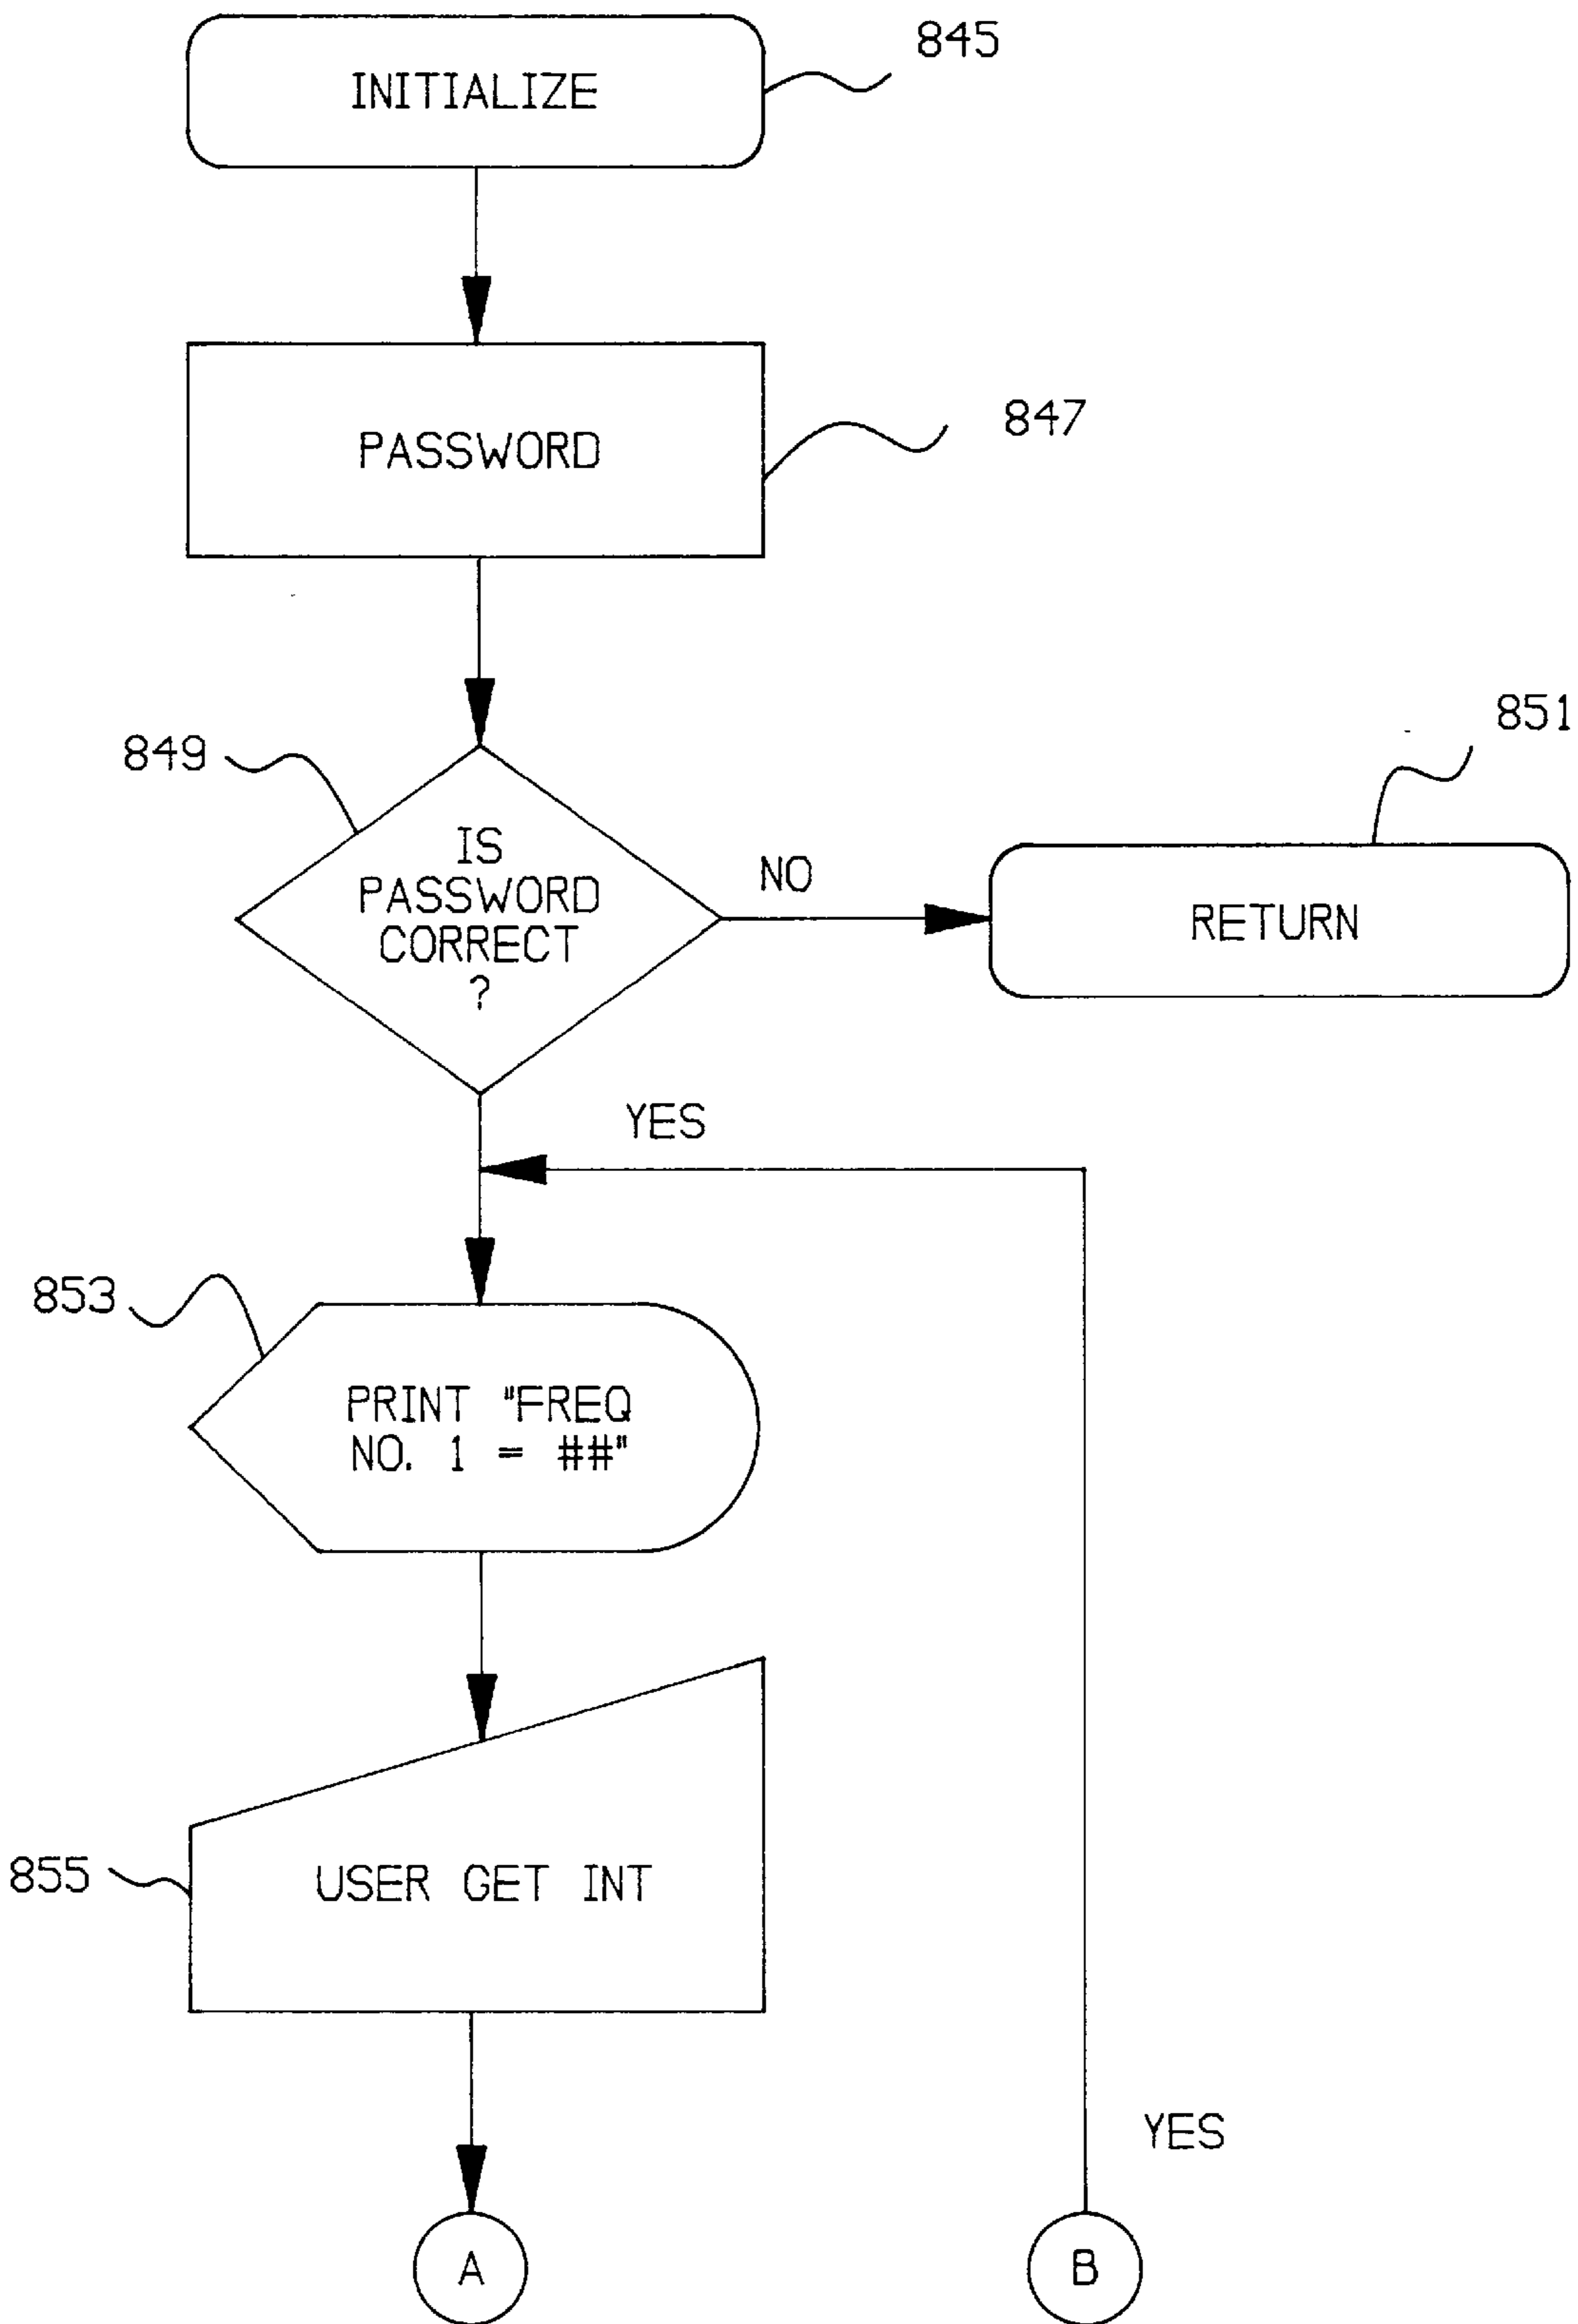 845
INITIALIZE
847
PASSWORD
849
IS
PASSWORD
CORRECT
?
NO
851
RETURN
YES
853
PRINT "FREQ
NO. 1 = ##"
855
USER GET INT
YES
A
B